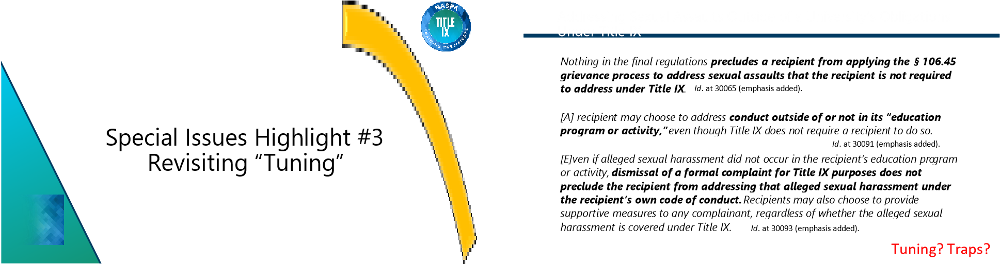 NASPA
TITLE
IX
TRAINING CERTIFICATE
Special Issues Highlight #3
Revisiting “Tuning”
Under Title IX
Nothing in the final regulations precludes a recipient from applying the § 106.45
grievance process to address sexual assaults that the recipient is not required
to address under Title IX. Id. at 30065 (emphasis added).
[A] recipient may choose to address conduct outside of or not in its “education
program or activity,” even though Title IX does not require a recipient to do so.
Id. at 30091 (emphasis added).
[E]ven if alleged sexual harassment did not occur in the recipient’s education program
or activity, dismissal of a formal complaint for Title IX purposes does not
preclude the recipient from addressing that alleged sexual harassment under
the recipient’s own code of conduct. Recipients may also choose to provide
supportive measures to any complainant, regardless of whether the alleged sexual
harassment is covered under Title IX. Id. at 30093 (emphasis added).
Tuning? Traps?